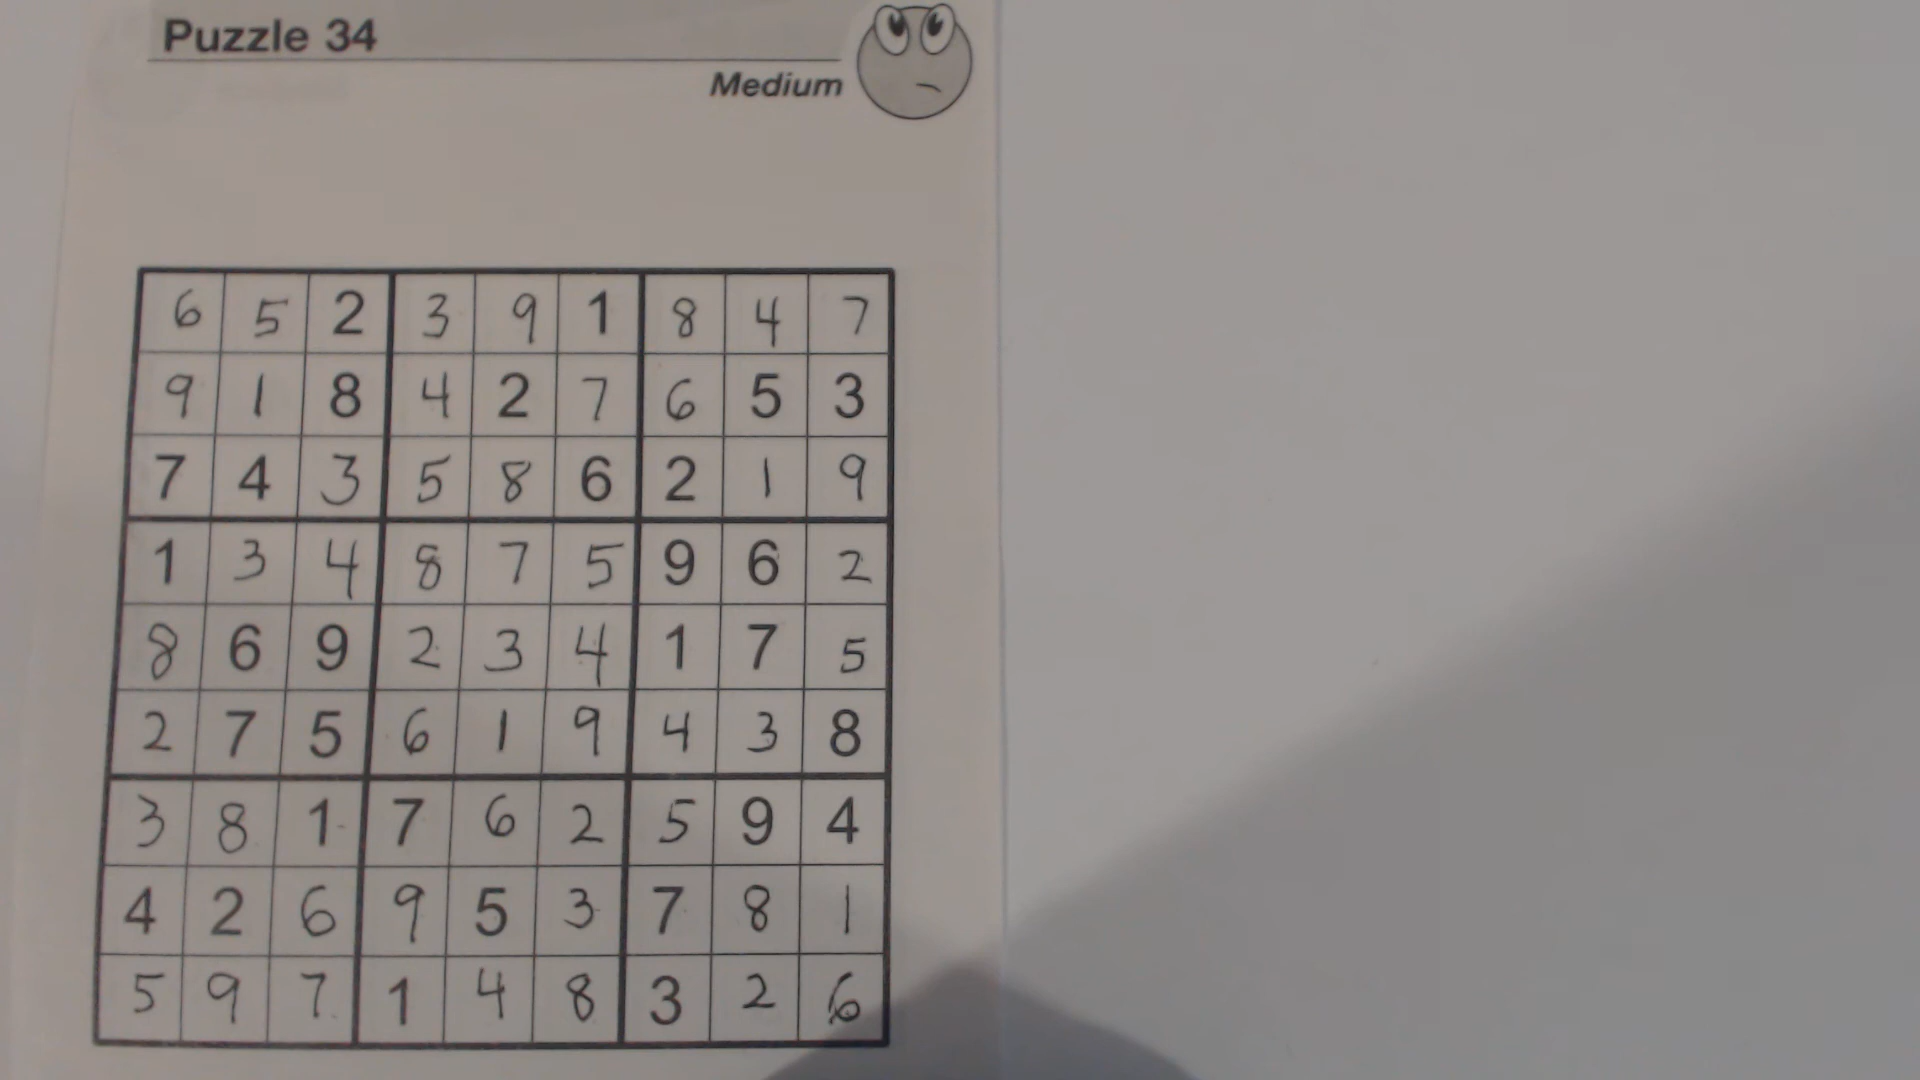 Puzzle 34
Medium
6 5 2 3 9 1 8 4 7
9 1 8 4 2 7 6 5 3
7 4 3 5 8 6 2 1 9
1 3 4 8 7 5 9 6 2
8 6 9 2 3 4 1 7 5
2 7 5 6 1 9 4 3 8
3 8 1 7 6 2 5 9 4
4 2 6 9 5 3 7 8 1
5 9 7 1 4 8 3 2 6